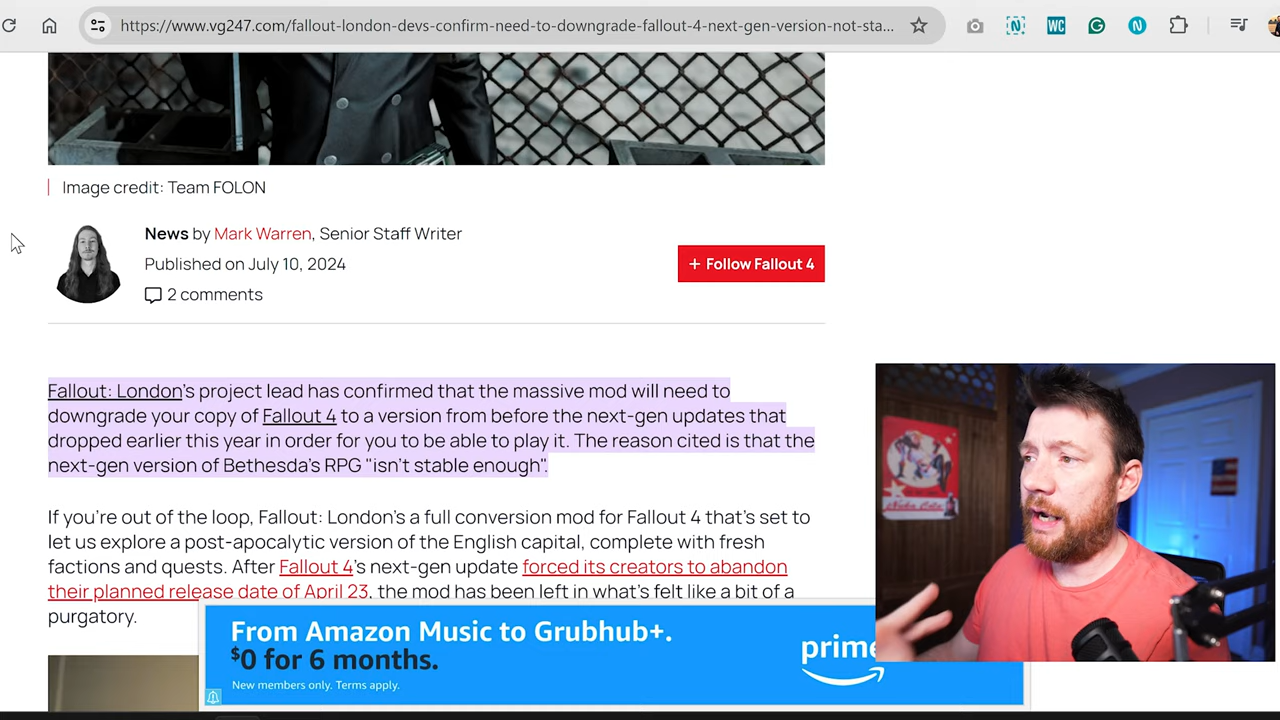 https://www.vg247.com/fallout-london-devs-confirm-need-to-downgrade-fallout-4-next-gen-version-not-sta...
WC
Image credit: Team FOLON
News by Mark Warren, Senior Staff Writer
Published on July 10, 2024
2 comments
+ Follow Fallout 4
Fallout: London's project lead has confirmed that the massive mod will need to
downgrade your copy of Fallout 4 to a version from before the next-gen updates that
dropped earlier this year in order for you to be able to play it. The reason cited is that the
next-gen version of Bethesda's RPG "isn't stable enough".
If you're out of the loop, Fallout: London's a full conversion mod for Fallout 4 that's set to
let us explore a post-apocalytic version of the English capital, complete with fresh
factions and quests. After Fallout 4's next-gen update forced its creators to abandon
their planned release date of April 23, the mod has been left in what's felt like a bit of a
purgatory.
From Amazon Music to Grubhub+.
$0 for 6 months.
New members only. Terms apply.
prime
Nuka Cola